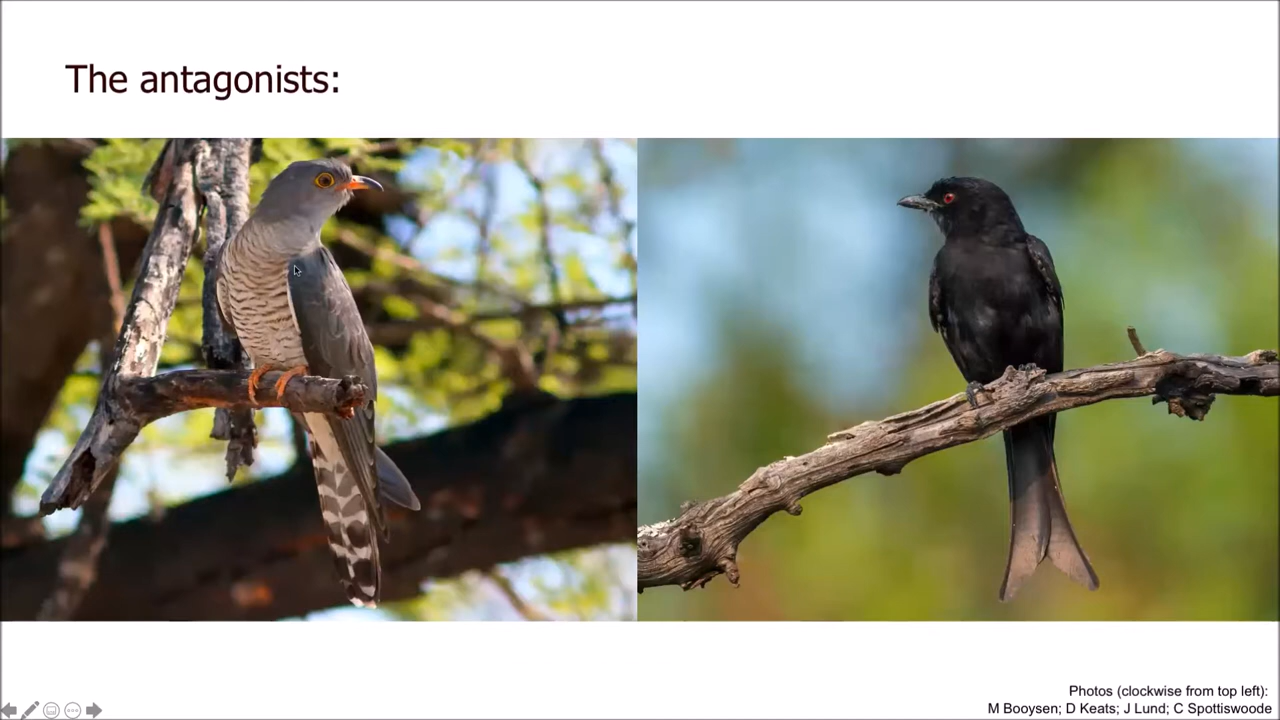 The antagonists:
Photos (clockwise from top left):
M Booysen; D Keats; J Lund; C Spottiswoode